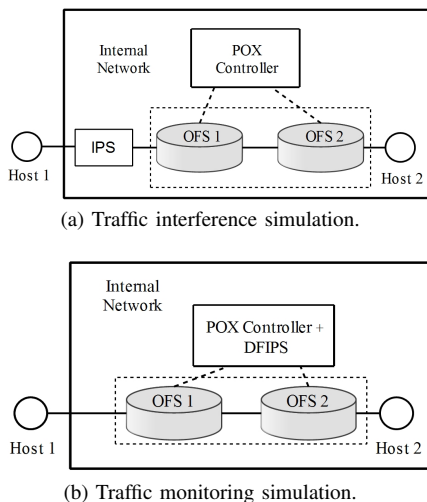 Internal
Network
POX
Controller
IPS
OFS 1
OFS 2
Host 1
Host 2
(a) Traffic interference simulation.
Internal
Network
POX Controller +
DFIPS
OFS 1
OFS 2
Host 1
Host 2
(b) Traffic monitoring simulation.